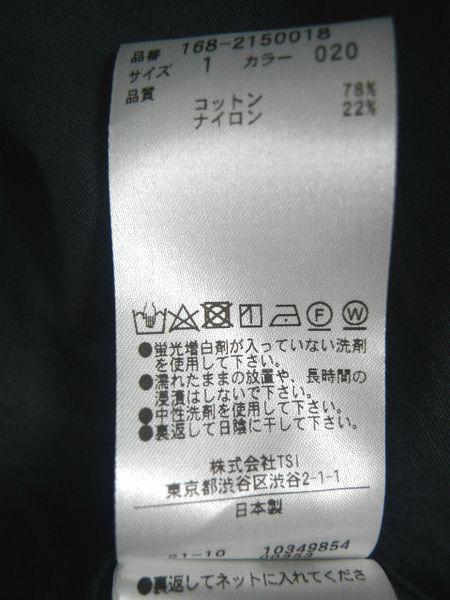 品番 168-2150018
サイズ 1 カラー 020
品質 コットン 78%
ナイロン 22%
F W
●蛍光増白剤が入っていない洗剤
を使用して下さい。
●濡れたままの放置や、長時間の
浸漬はしないで下さい。
●中性洗剤を使用して下さい。
●裏返して日陰に干して下さい。
株式会社TSI
東京都渋谷区渋谷2-1-1
日本製
21-10 10349854
●裏返してネットに入れてくださ